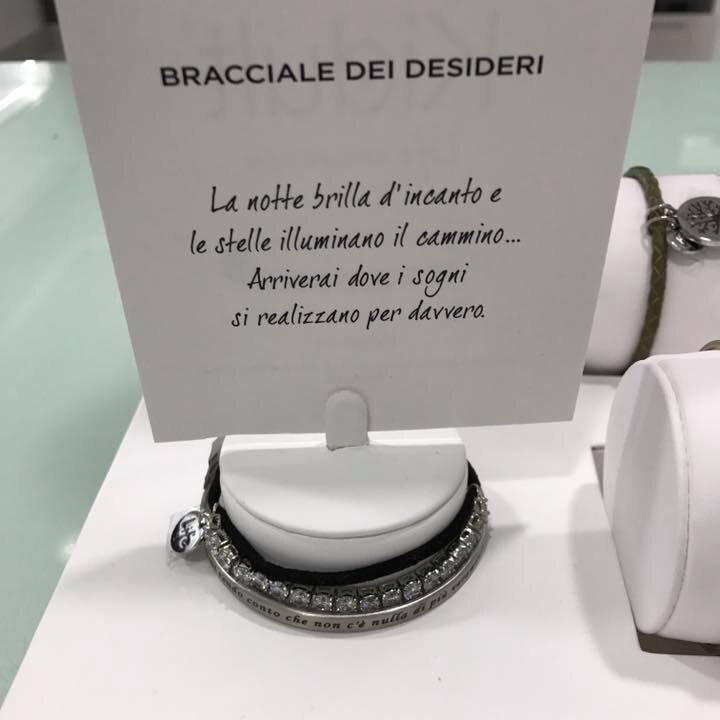 BRACCIALE DEI DESIDERI
La notte brilla d'incanto e
le stelle illuminano il cammino...
Arriverai dove i sogni
si realizzano per davvero.
conto che non c'è nulla di più